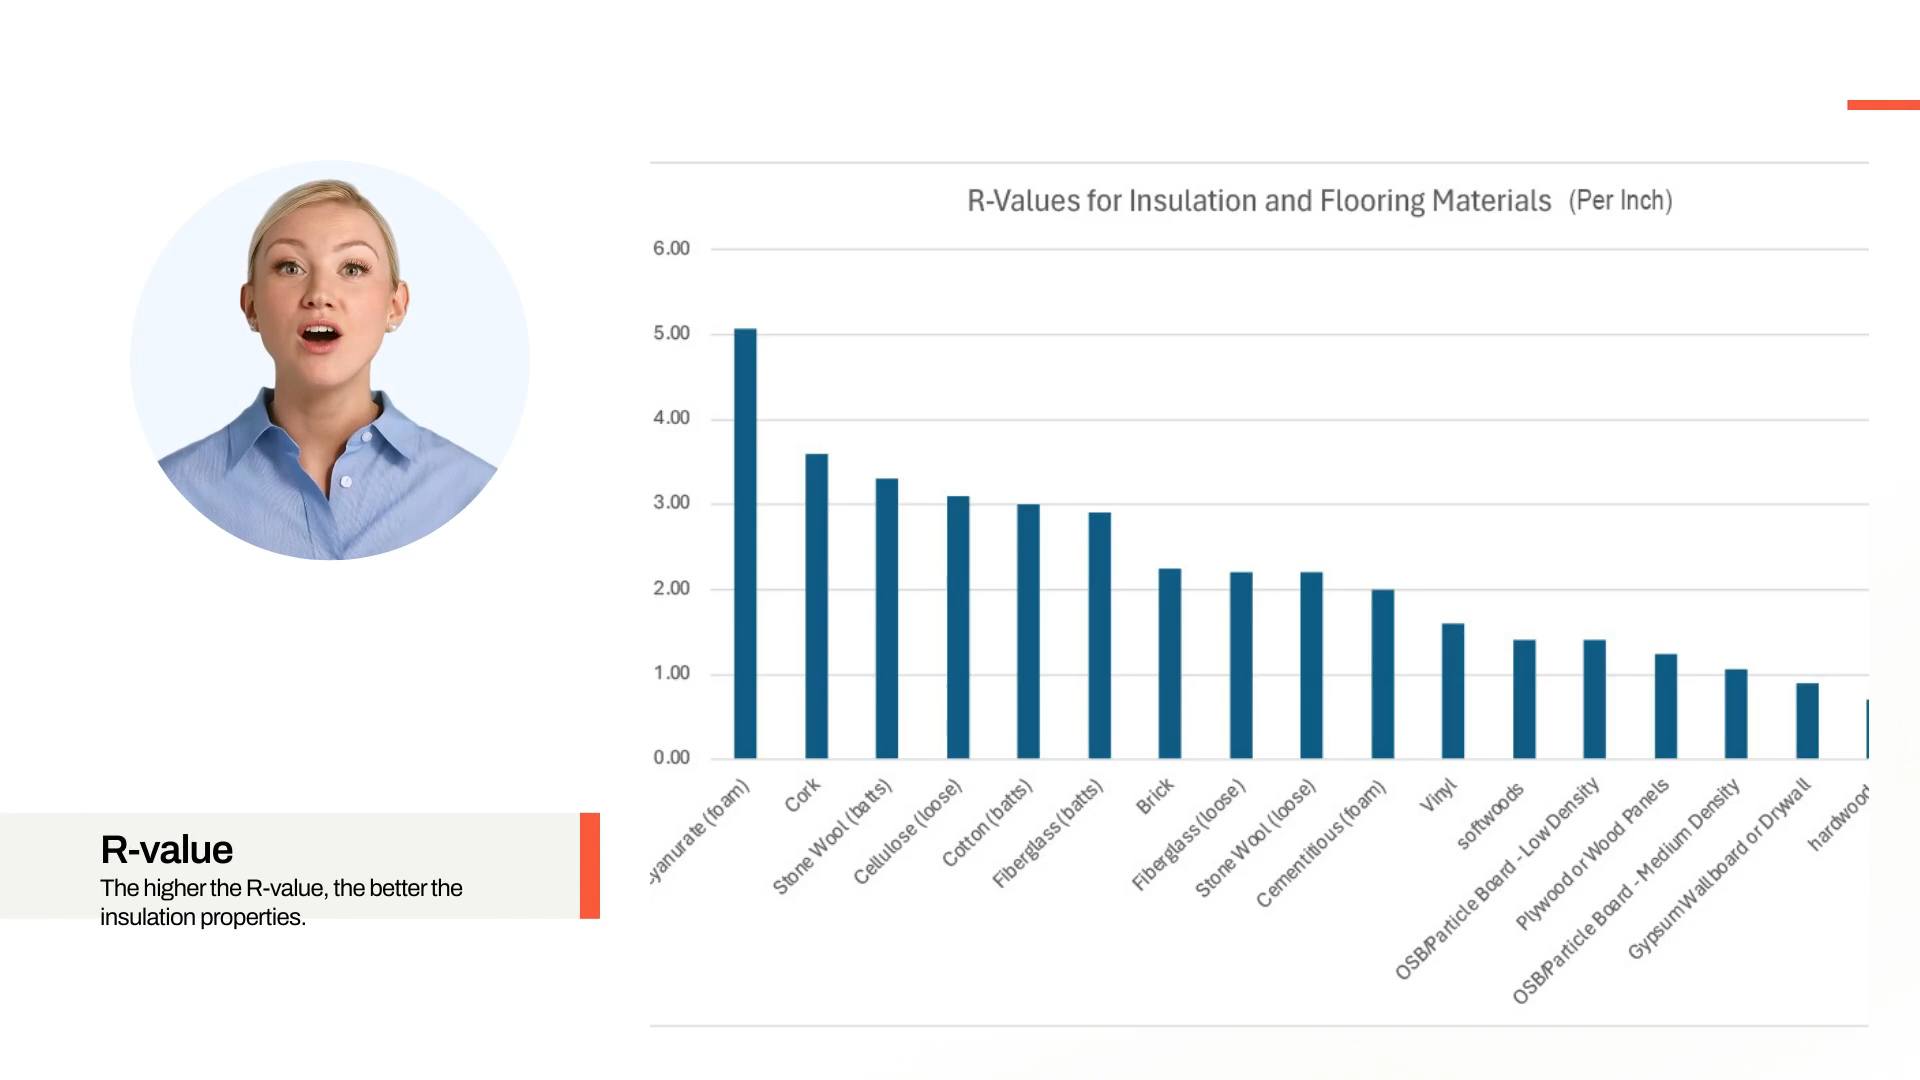 R-Values for Insulation and Flooring Materials (Per Inch)
6.00
5.00
4.00
3.00
2.00
1.00
0.00
yanurate (foam)
Cork
Stone Wool (batts)
Cellulose (loose)
Cotton (batts)
Fiberglass (batts)
Brick
Fiberglass (loose)
Stone Wool (loose)
Cementitious (foam)
Vinyl
softwoods
OSB/Particle Board - Low Density
Plywood or Wood Panels
OSB/Particle Board - Medium Density
Gypsum Wallboard or Drywall
hardwood
R-value
The higher the R-value, the better the
insulation properties.